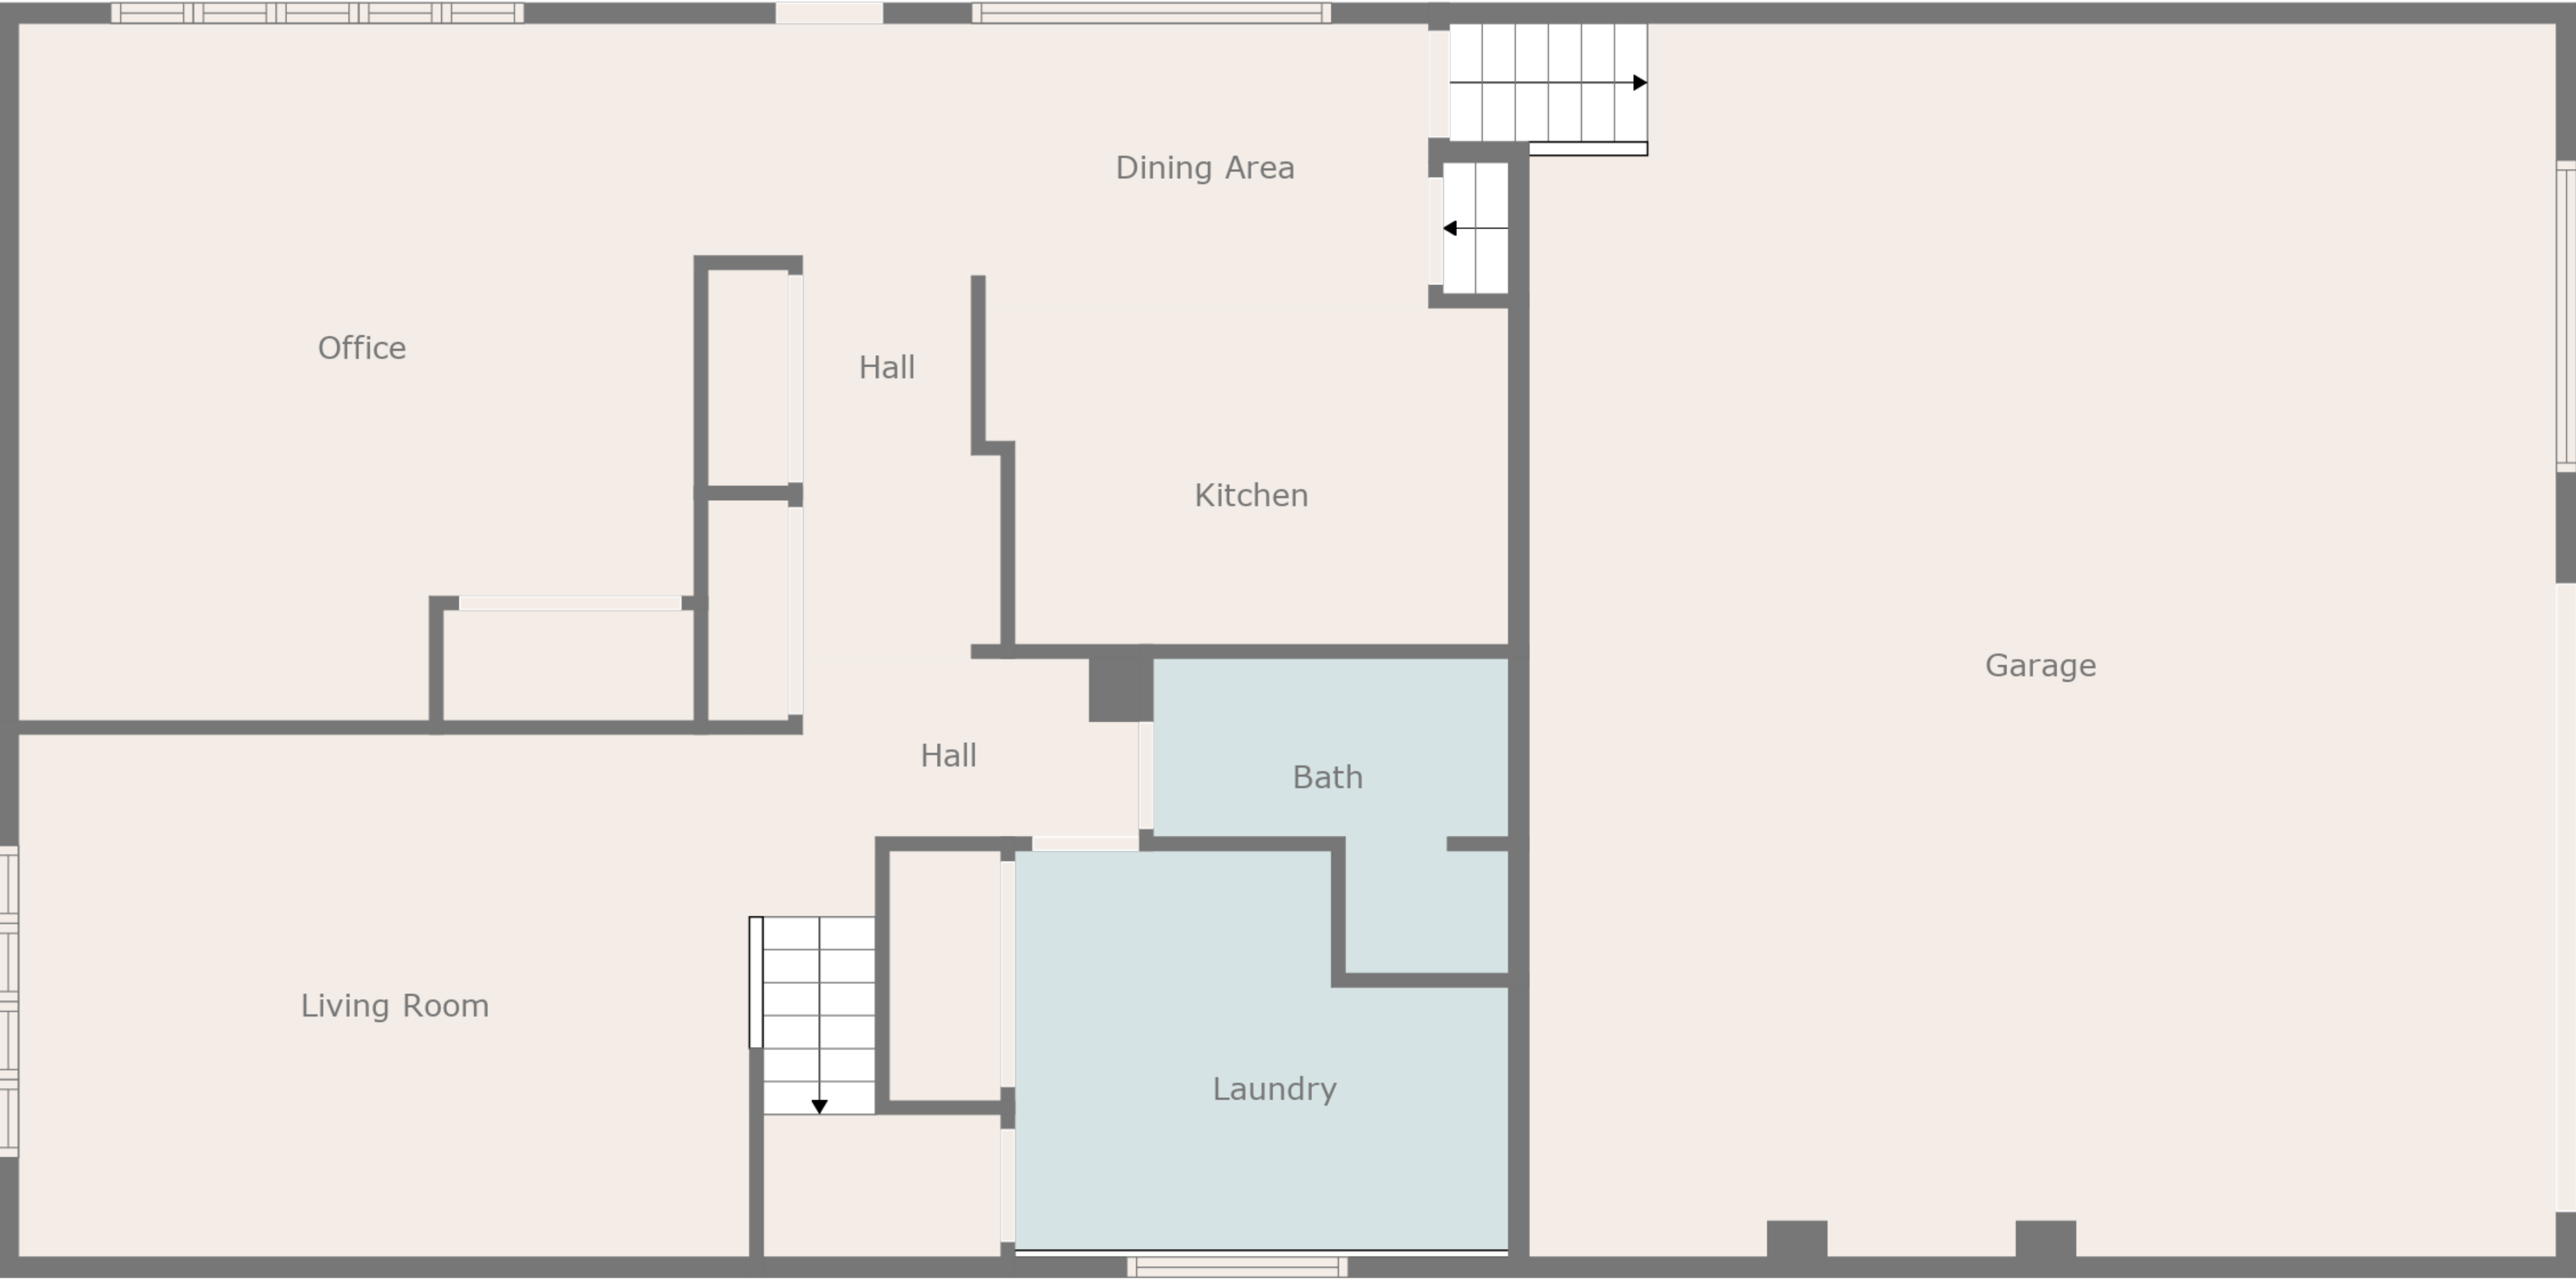 Dining Area
Office
Hall
Kitchen
Garage
Hall
Bath
Living Room
Laundry